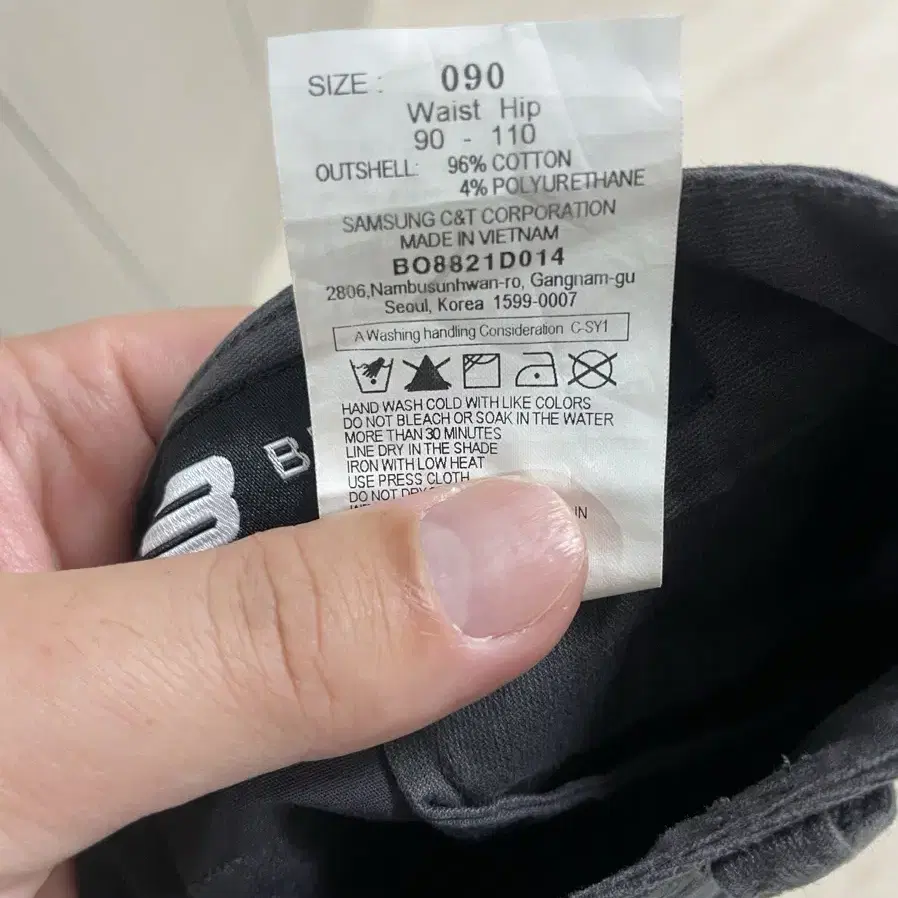 SIZE : 090
Waist Hip
90 - 110
OUTSHELL: 96% COTTON
4% POLYURETHANE
SAMSUNG C&T CORPORATION
MADE IN VIETNAM
BO8821D014
2806,Nambusunhwan-ro, Gangnam-gu
Seoul, Korea 1599-0007
A Washing handling Consideration C-SY1
HAND WASH COLD WITH LIKE COLORS
DO NOT BLEACH OR SOAK IN THE WATER
MORE THAN 30 MINUTES
LINE DRY IN THE SHADE
IRON WITH LOW HEAT
USE PRESS CLOTH
DO NOT